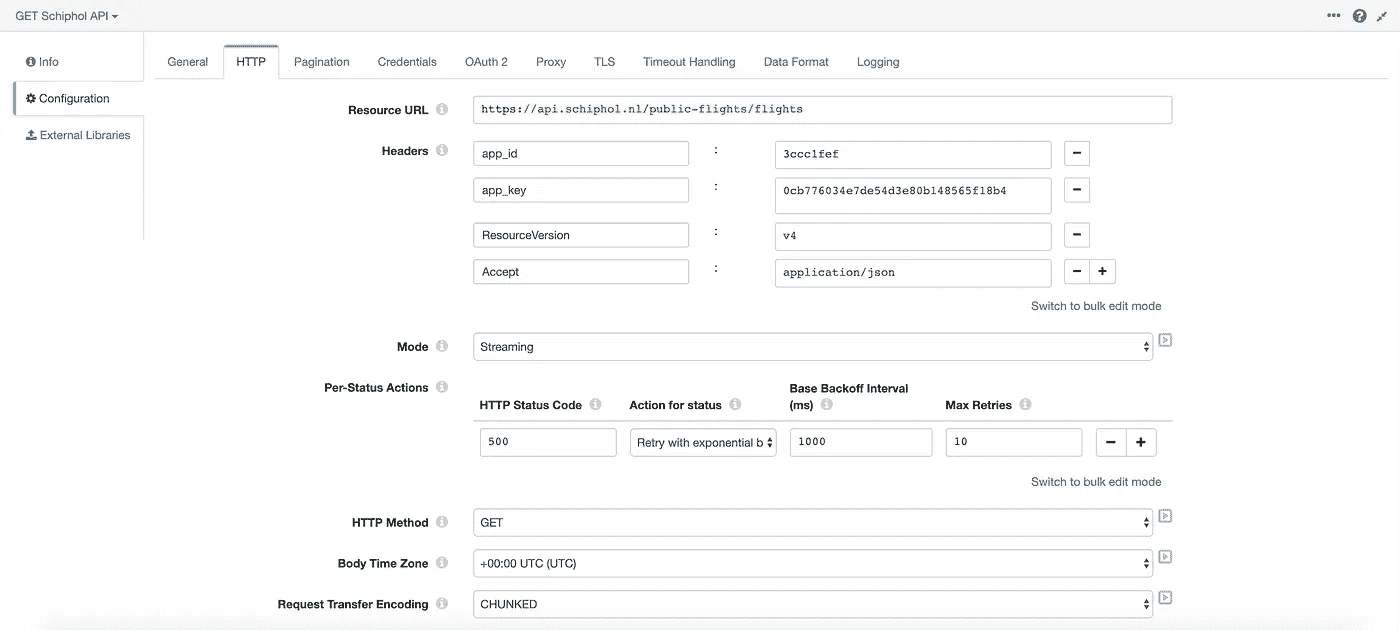 GET Schiphol API
Info
Configuration
External Libraries
General HTTP Pagination Credentials OAuth 2 Proxy TLS Timeout Handling Data Format Logging
Resource URL https://api.schiphol.nl/public-flights/flights
Headers app_id : 3ccc1fef
app_key : 0cb776034e7de54d3e80b148565f18b4
ResourceVersion : v4
Accept : application/json
Switch to bulk edit mode
Mode Streaming
Per-Status Actions
HTTP Status Code Action for status Base Backoff Interval (ms) Max Retries
500 Retry with exponential b 1000 10
Switch to bulk edit mode
HTTP Method GET
Body Time Zone +00:00 UTC (UTC)
Request Transfer Encoding CHUNKED